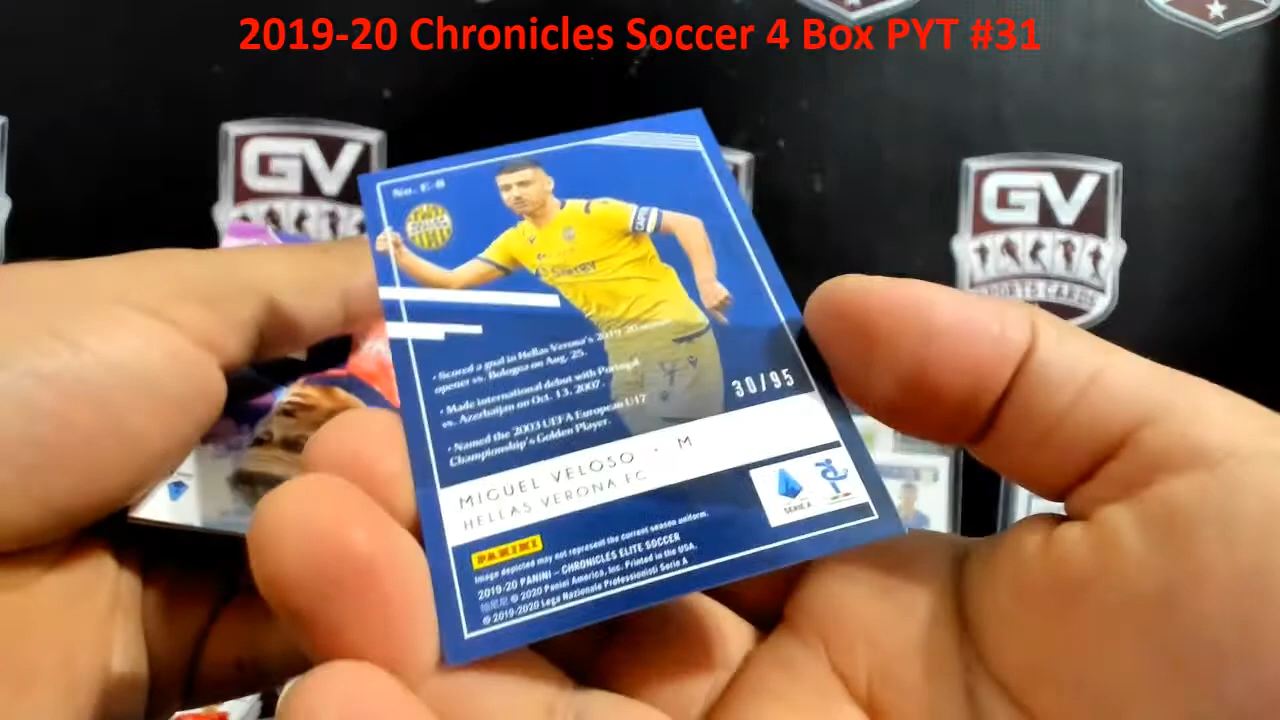 2019-20 Chronicles Soccer 4 Box PYT #31
GV
GV
SPORTS CARDS
No. E-8
CAPITANO
• Scored a goal in Hellas Verona's 2019-20 season
opener vs. Bologna on Aug. 25.
• Made international debut with Portugal
vs. Azerbaijan on Oct. 13, 2007.
• Named the 2003 UEFA European U17
Championship's Golden Player.
30/95
MIGUEL VELOSO · M
HELLAS VERONA FC
SERIE A
PANINI
Image depicted may not represent the current season uniform.
2019-20 PANINI – CHRONICLES ELITE SOCCER
© 2020 Panini America, Inc. Printed in the USA.
© 2019-2020 Lega Nazionale Professionisti Serie A